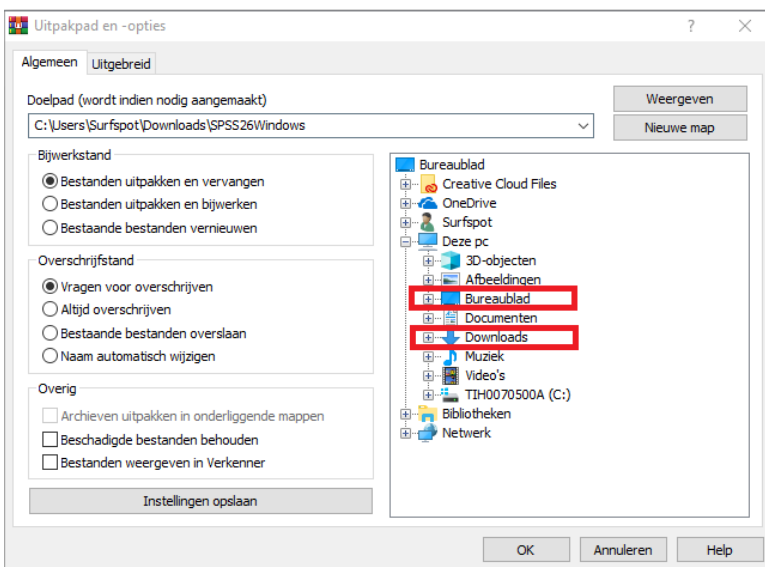 Uitpakpad en -opties
Algemeen
Uitgebreid
Doelpad (wordt indien nodig aangemaakt)
C:\Users\Surfspot\Downloads\SPSS26Windows
Weergeven
Nieuwe map
Bijwerkstand
Bestanden uitpakken en vervangen
Bestanden uitpakken en bijwerken
Bestaande bestanden vernieuwen
Overschrijfstand
Vragen voor overschrijven
Altijd overschrijven
Bestaande bestanden overslaan
Naam automatisch wijzigen
Overig
Archieven uitpakken in onderliggende mappen
Beschadigde bestanden behouden
Bestanden weergeven in Verkenner
Instellingen opslaan
Bureaublad
Creative Cloud Files
OneDrive
Surfspot
Deze pc
3D-objecten
Afbeeldingen
Bureaublad
Documenten
Downloads
Muziek
Video's
TIH0070500A (C:)
Bibliotheken
Netwerk
OK
Annuleren
Help